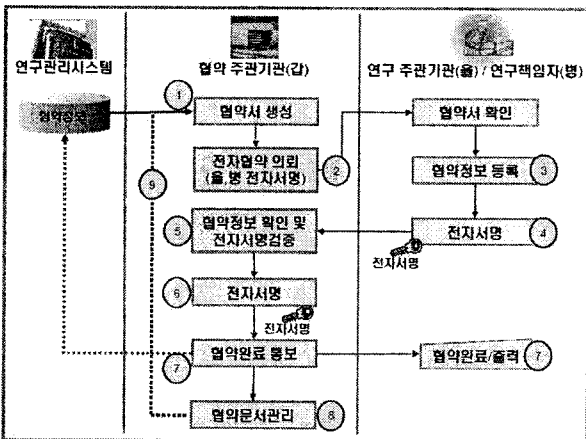 연구관리시스템
협약 주관기관(갑)
연구 주관기관(을) / 연구책임자(병)
협약정보
1
협약서 생성
협약서 확인
전자협약 의뢰
(을,병 전자서명)
2
협약정보 등록
3
9
5
협약정보 확인 및
전자서명검증
전자서명
4
전자서명
6
전자서명
전자서명
7
협약완료 통보
협약완료/출력
7
협약문서관리
8